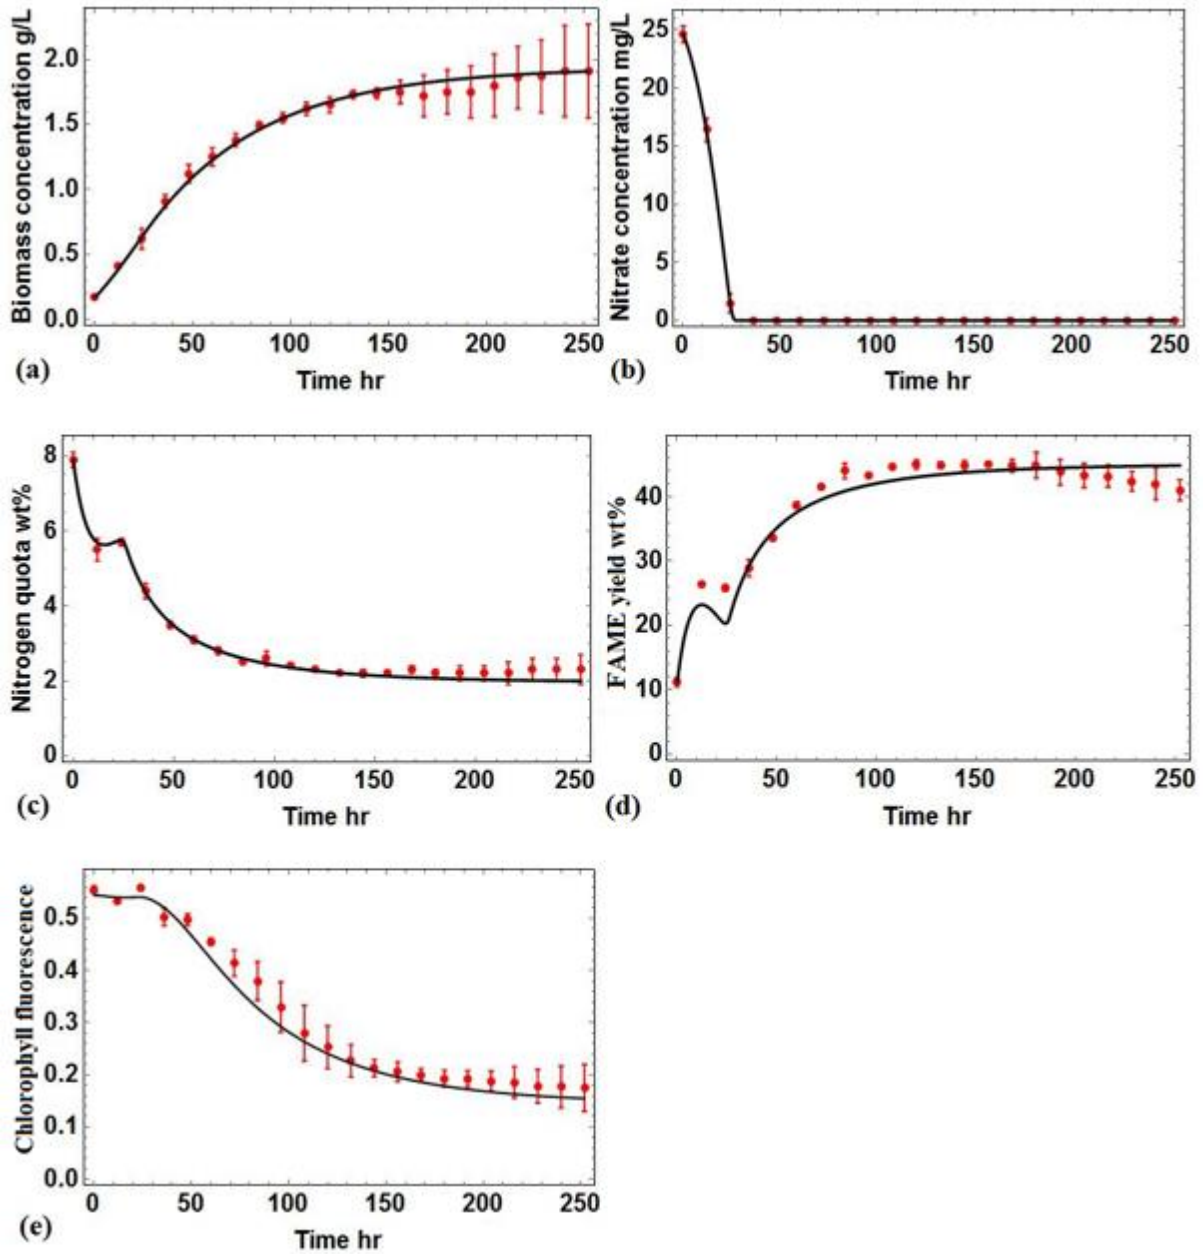 Biomass concentration g/L
2.0
1.5
1.0
0.5
0.0
0 50 100 150 200 250
Time hr
(a)
Nitrate concentration mg/L
25
20
15
10
5
0
0 50 100 150 200 250
Time hr
(b)
Nitrogen quota wt%
8
6
4
2
0
0 50 100 150 200 250
Time hr
(c)
FAME yield wt%
40
30
20
10
0
0 50 100 150 200 250
Time hr
(d)
Chlorophyll fluorescence
0.5
0.4
0.3
0.2
0.1
0.0
0 50 100 150 200 250
Time hr
(e)